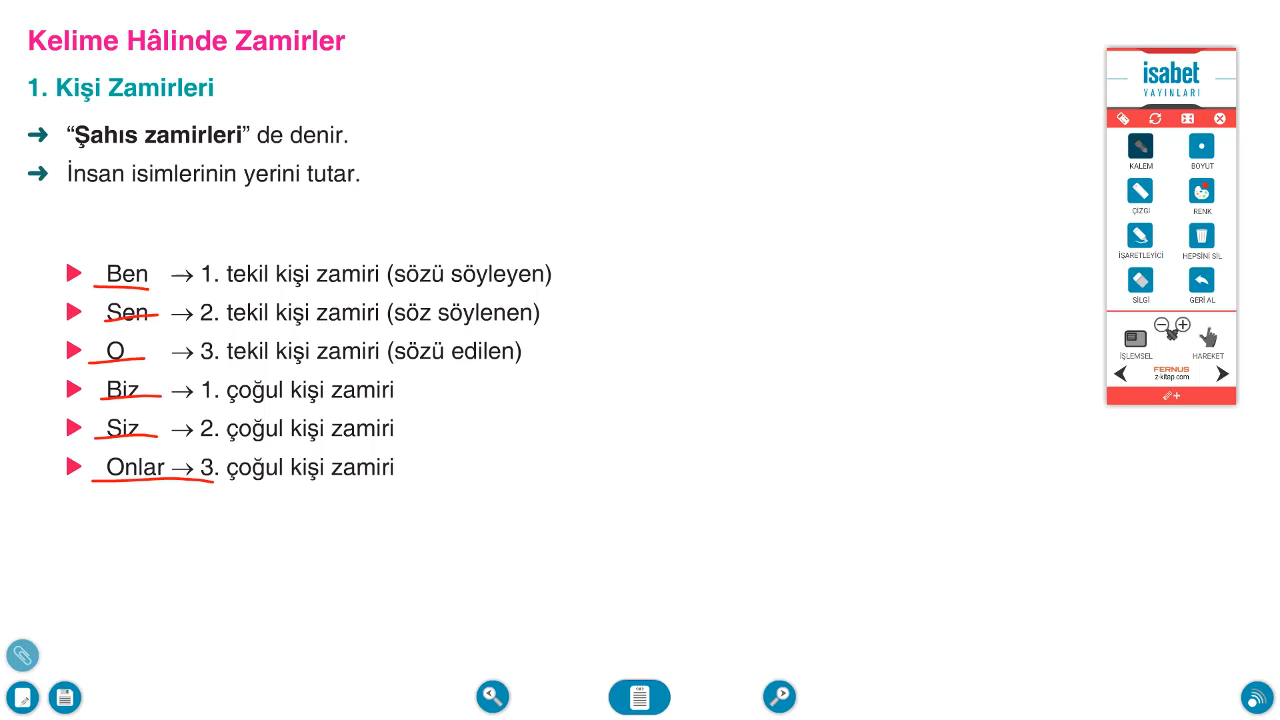 Kelime Hâlinde Zamirler
1. Kişi Zamirleri
➔ “Şahıs zamirleri” de denir.
➔ İnsan isimlerinin yerini tutar.
Ben → 1. tekil kişi zamiri (sözü söyleyen)
Sen → 2. tekil kişi zamiri (söz söylenen)
O → 3. tekil kişi zamiri (sözü edilen)
Biz → 1. çoğul kişi zamiri
Siz → 2. çoğul kişi zamiri
Onlar → 3. çoğul kişi zamiri
isabet
YAYINLARI
KALEM BOYUT
ÇİZGİ RENK
İŞARETLEYİCİ HEPSİNİ SİL
SİLGİ GERİ AL
İŞLEMSEL HAREKET
FERNUS
z-kitap.com